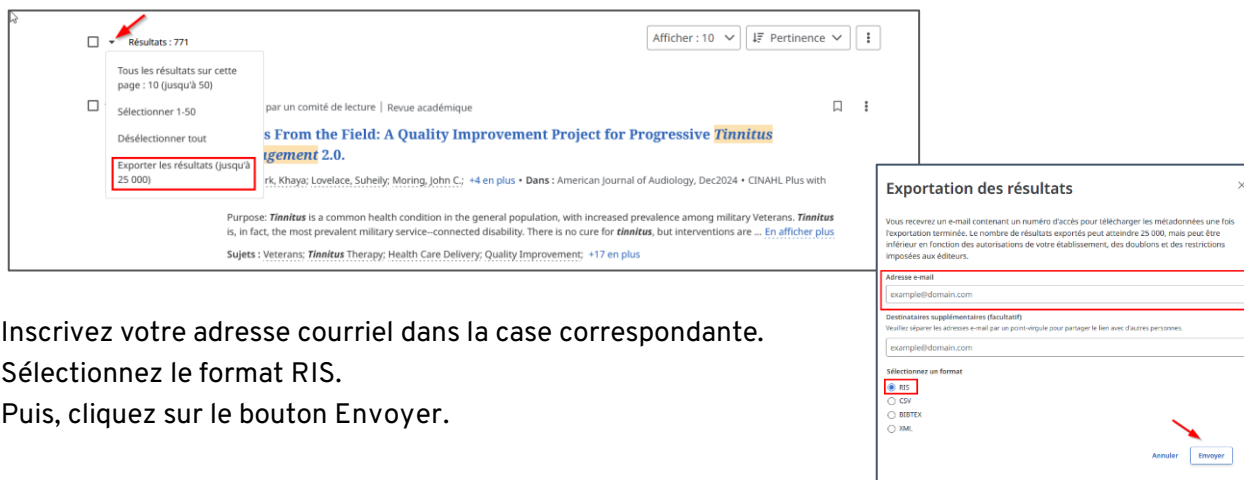 Résultats : 771
Afficher : 10
Pertinence
Tous les résultats sur cette
page : 10 (jusqu'à 50)
Sélectionner 1-50
Désélectionner tout
Exporter les résultats (jusqu'à
25 000)
par un comité de lecture | Revue académique
s From the Field: A Quality Improvement Project for Progressive Tinnitus
gement 2.0.
rk, Khaya; Lovelace, Suheily; Moring, John C.; +4 en plus • Dans : American Journal of Audiology, Dec2024 • CINAHL Plus with
Purpose: Tinnitus is a common health condition in the general population, with increased prevalence among military Veterans. Tinnitus
is, in fact, the most prevalent military service--connected disability. There is no cure for tinnitus, but interventions are ... En afficher plus
Sujets : Veterans; Tinnitus Therapy; Health Care Delivery; Quality Improvement; +17 en plus
Exportation des résultats
Vous recevrez un e-mail contenant un numéro d'accès pour télécharger les métadonnées une fois
l'exportation terminée. Le nombre de résultats exportés peut atteindre 25 000, mais peut être
inférieur en fonction des autorisations de votre établissement, des doublons et des restrictions
imposées aux éditeurs.
Adresse e-mail
example@domain.com
Destinataires supplémentaires (facultatif)
Veuillez séparer les adresses e-mail par un point-virgule pour partager le lien avec d'autres personnes.
example@domain.com
Sélectionnez un format
RIS
CSV
BIBTEX
XML
Annuler
Envoyer
Inscrivez votre adresse courriel dans la case correspondante.
Sélectionnez le format RIS.
Puis, cliquez sur le bouton Envoyer.